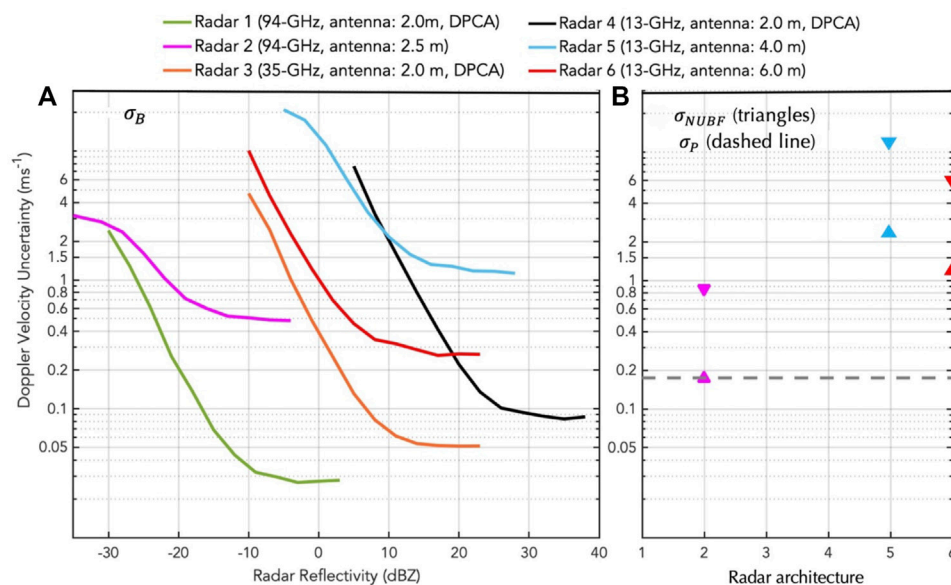 Radar 1 (94-GHz, antenna: 2.0m, DPCA)
Radar 2 (94-GHz, antenna: 2.5 m)
Radar 3 (35-GHz, antenna: 2.0 m, DPCA)
Radar 4 (13-GHz, antenna: 2.0 m, DPCA)
Radar 5 (13-GHz, antenna: 4.0 m)
Radar 6 (13-GHz, antenna: 6.0 m)
A
σB
Doppler Velocity Uncertainty (ms-1)
6
4
2
1.5
1
0.8
0.6
0.4
0.2
0.1
0.05
-30
-20
-10
0
10
20
30
40
Radar Reflectivity (dBZ)
B
σNUBF (triangles)
σP (dashed line)
6
4
2
1.5
1
0.8
0.6
0.4
0.2
0.1
0.05
1
2
3
4
5
6
Radar architecture